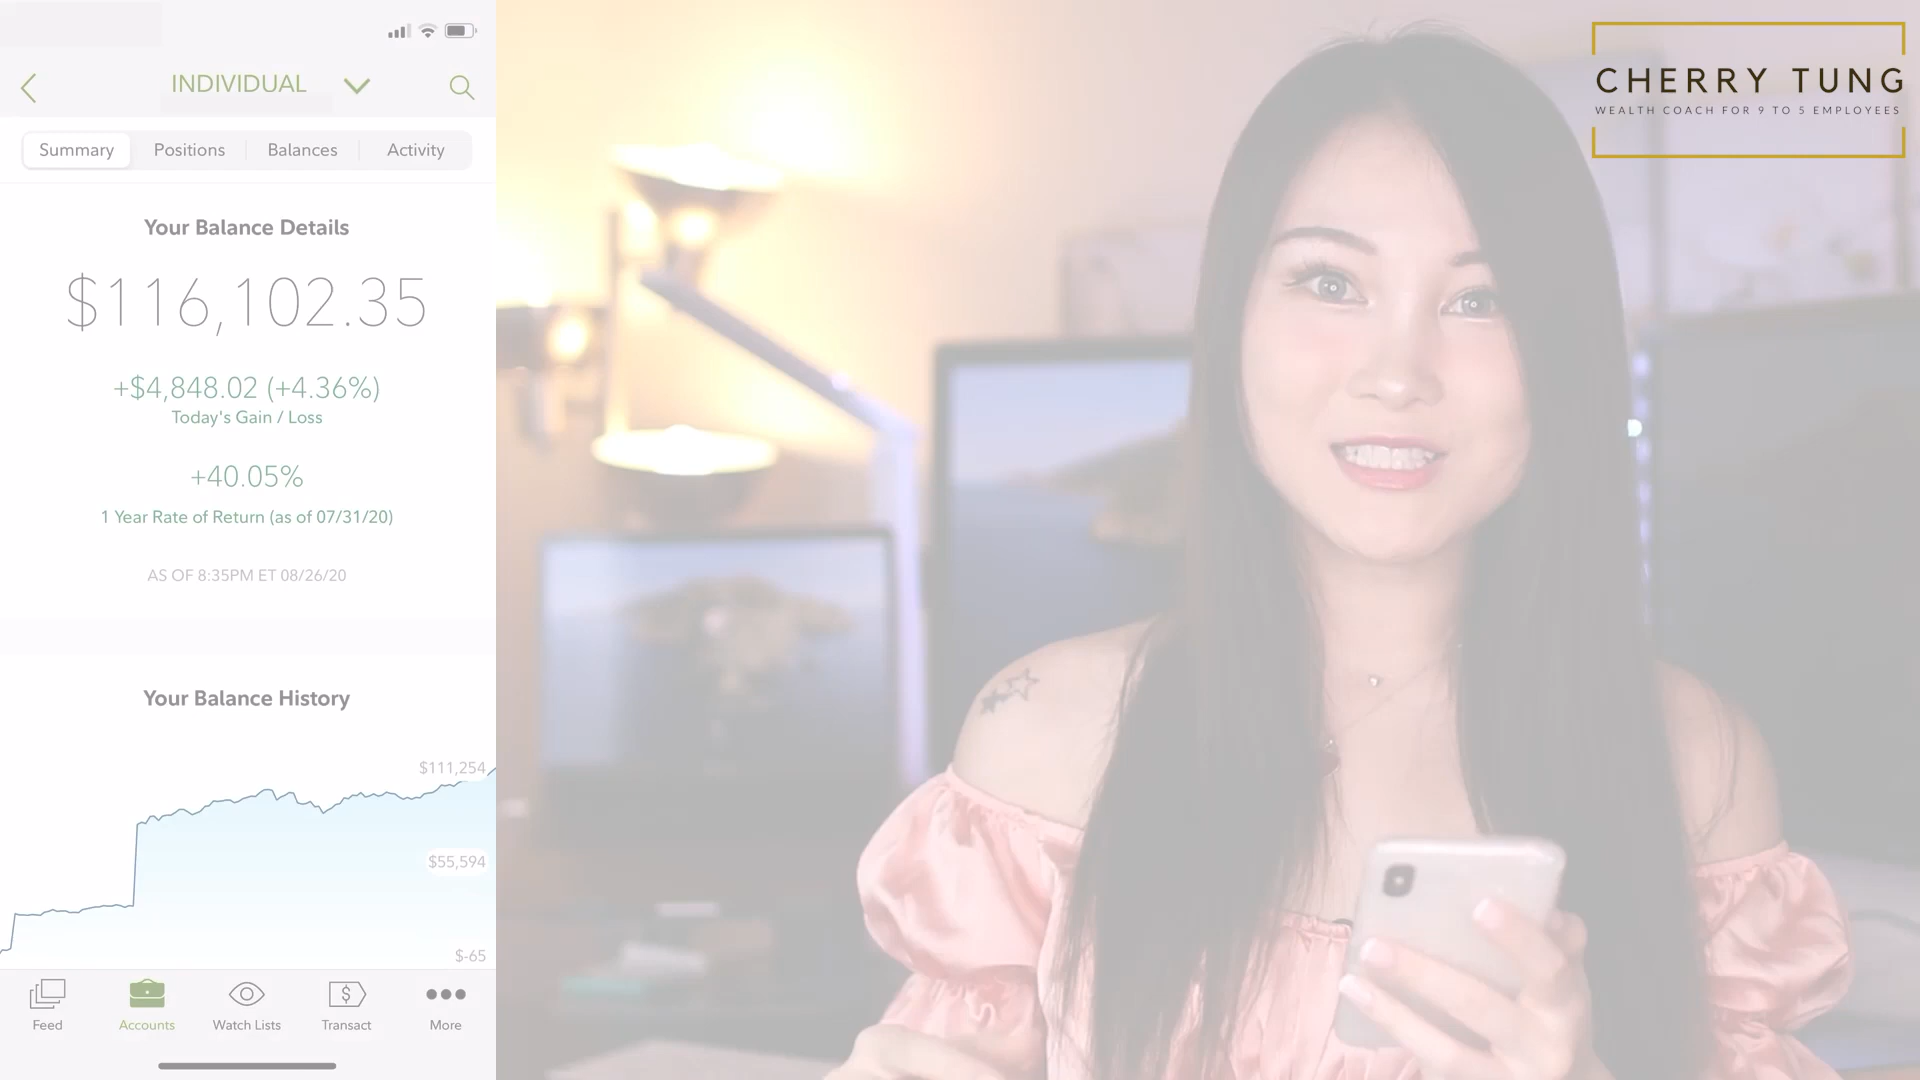 INDIVIDUAL
Summary
Positions
Balances
Activity
Your Balance Details
$116,102.35
+$4,848.02 (+4.36%)
Today's Gain / Loss
+40.05%
1 Year Rate of Return (as of 07/31/20)
AS OF 8:35PM ET 08/26/20
Your Balance History
$111,254
$55,594
$-65
$
Feed
Accounts
Watch Lists
Transact
More
CHERRY TUNG
WEALTH COACH FOR 9 TO 5 EMPLOYEES